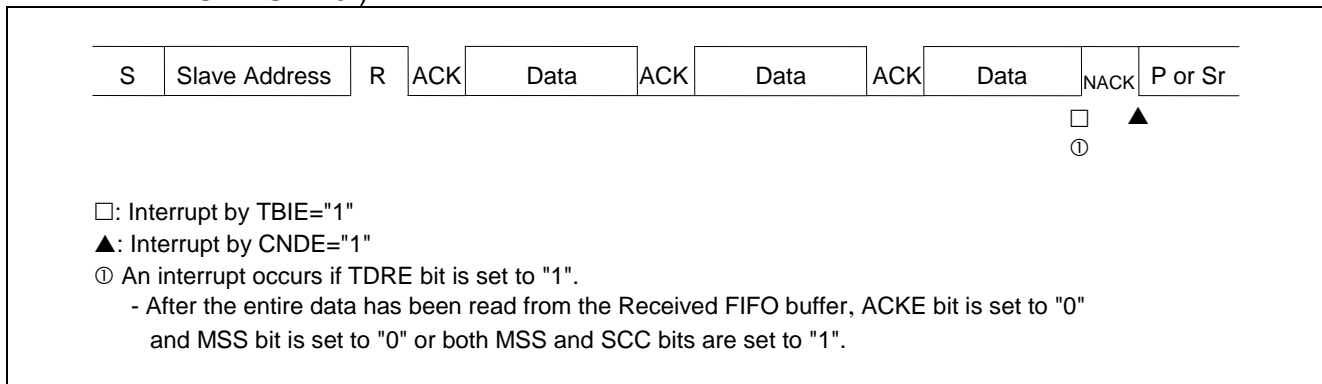 S Slave Address R ACK Data ACK Data ACK Data NACK P or Sr
□ ▲
①
□: Interrupt by TBIE="1"
▲: Interrupt by CNDE="1"
① An interrupt occurs if TDRE bit is set to "1".
- After the entire data has been read from the Received FIFO buffer, ACKE bit is set to "0"
and MSS bit is set to "0" or both MSS and SCC bits are set to "1".